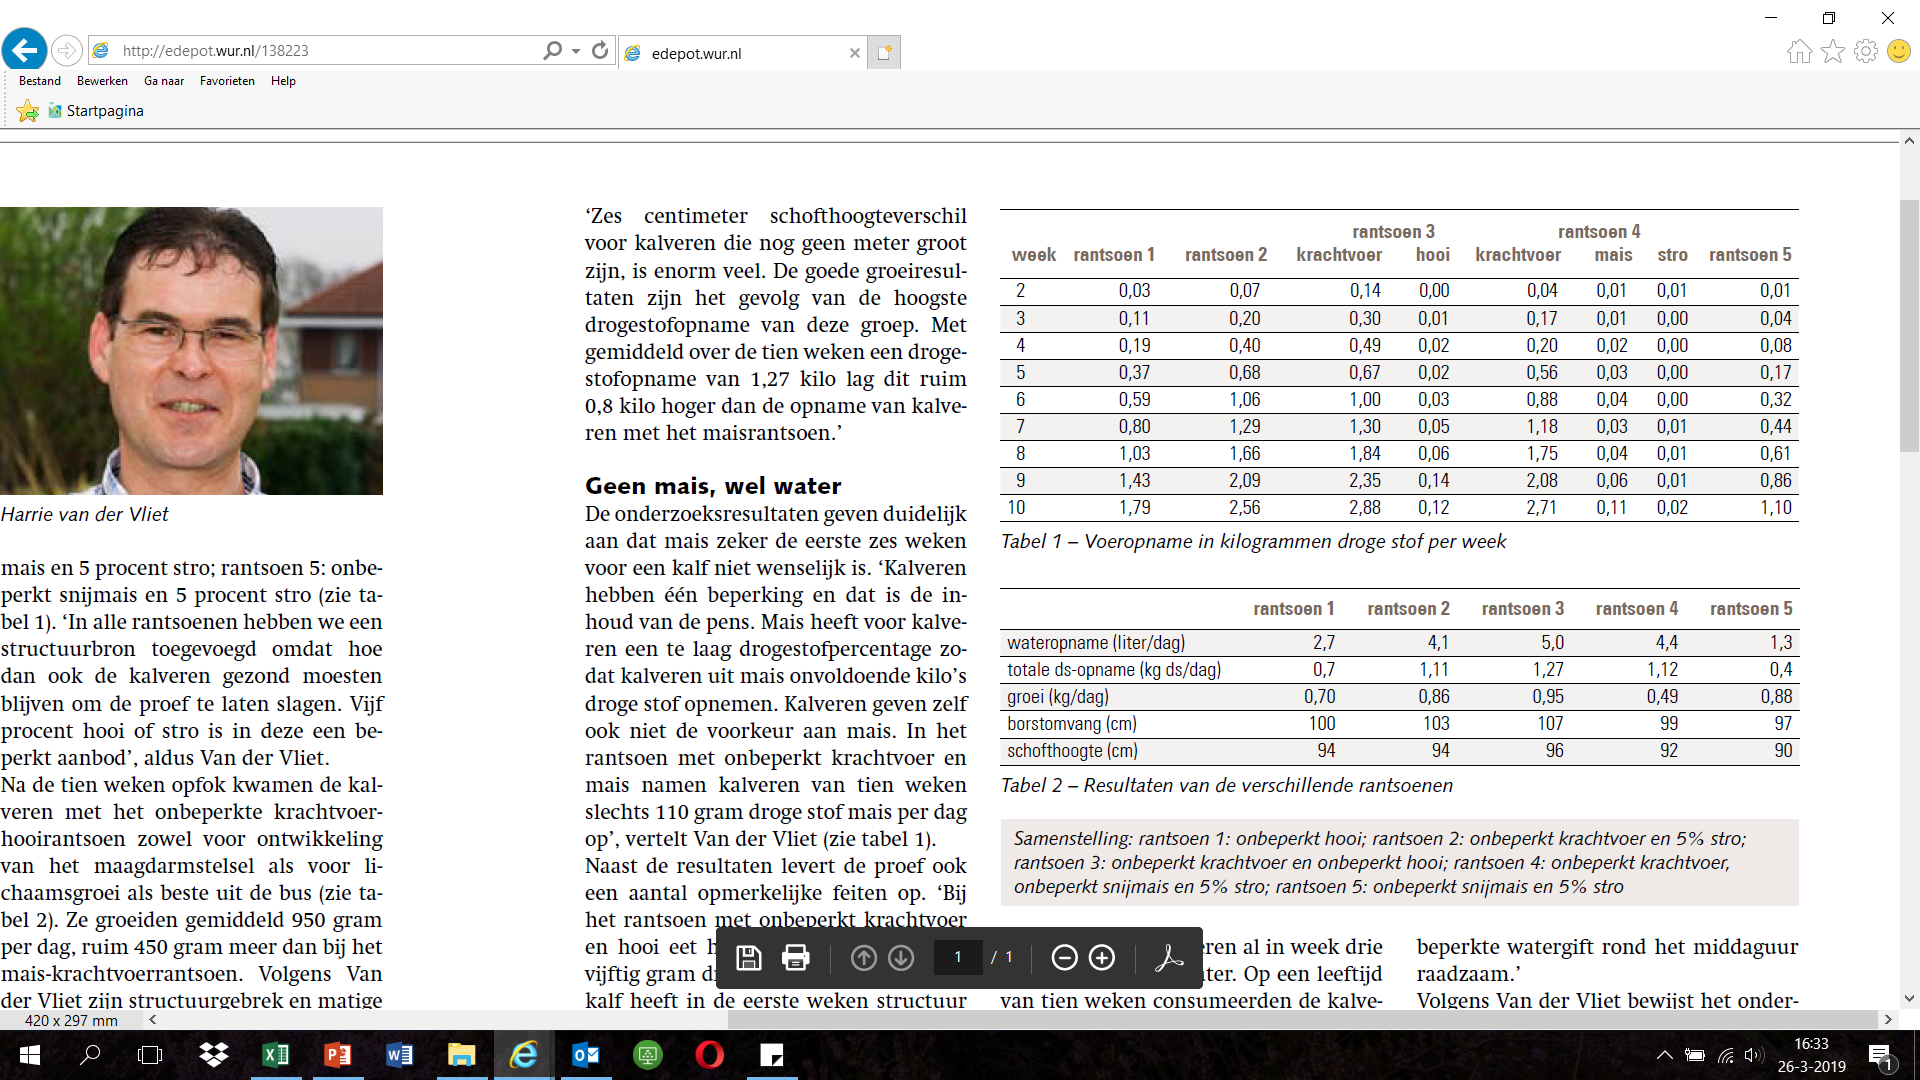 http://edepot.wur.nl/138223
edepot.wur.nl
Bestand Bewerken Ga naar Favorieten Help
Startpagina
Harrie van der Vliet
mais en 5 procent stro; rantsoen 5: onbe-
perkt snijmais en 5 procent stro (zie ta-
bel 1). ‘In alle rantsoenen hebben we een
structuurbron toegevoegd omdat hoe
dan ook de kalveren gezond moesten
blijven om de proef te laten slagen. Vijf
procent hooi of stro is in deze een be-
perkt aanbod’, aldus Van der Vliet.
Na de tien weken opfok kwamen de kal-
veren met het onbeperkte krachtvoer-
hooirantsoen zowel voor ontwikkeling
van het maagdarmstelsel als voor li-
chaamsgroei als beste uit de bus (zie ta-
bel 2). Ze groeiden gemiddeld 950 gram
per dag, ruim 450 gram meer dan bij het
mais-krachtvoerrantsoen. Volgens Van
der Vliet zijn structuurgebrek en matige
‘Zes centimeter schofthoogteverschil
voor kalveren die nog geen meter groot
zijn, is enorm veel. De goede groeiresul-
taten zijn het gevolg van de hoogste
drogestofopname van deze groep. Met
gemiddeld over de tien weken een droge-
stofopname van 1,27 kilo lag dit ruim
0,8 kilo hoger dan de opname van kalve-
ren met het maisrantsoen.’
Geen mais, wel water
De onderzoeksresultaten geven duidelijk
aan dat mais zeker de eerste zes weken
voor een kalf niet wenselijk is. ‘Kalveren
hebben één beperking en dat is de in-
houd van de pens. Mais heeft voor kalve-
ren een te laag drogestofpercentage zo-
dat kalveren uit mais onvoldoende kilo’s
droge stof opnemen. Kalveren geven zelf
ook niet de voorkeur aan mais. In het
rantsoen met onbeperkt krachtvoer en
mais namen kalveren van tien weken
slechts 110 gram droge stof mais per dag
op’, vertelt Van der Vliet (zie tabel 1).
Naast de resultaten levert de proef ook
een aantal opmerkelijke feiten op. ‘Bij
het rantsoen met onbeperkt krachtvoer
en hooi eet
vijftig gram
kalf heeft in de eerste weken structuur
rantsoen 3 rantsoen 4
week rantsoen 1 rantsoen 2 krachtvoer hooi krachtvoer mais stro rantsoen 5
2 0,03 0,07 0,14 0,00 0,04 0,01 0,01 0,01
3 0,11 0,20 0,30 0,01 0,17 0,01 0,00 0,04
4 0,19 0,40 0,49 0,02 0,20 0,02 0,00 0,08
5 0,37 0,68 0,67 0,02 0,56 0,03 0,00 0,17
6 0,59 1,06 1,00 0,03 0,88 0,04 0,00 0,32
7 0,80 1,29 1,30 0,05 1,18 0,03 0,01 0,44
8 1,03 1,66 1,84 0,06 1,75 0,04 0,01 0,61
9 1,43 2,09 2,35 0,14 2,08 0,06 0,01 0,86
10 1,79 2,56 2,88 0,12 2,71 0,11 0,02 1,10
Tabel 1 – Voeropname in kilogrammen droge stof per week
rantsoen 1 rantsoen 2 rantsoen 3 rantsoen 4 rantsoen 5
wateropname (liter/dag) 2,7 4,1 5,0 4,4 1,3
totale ds-opname (kg ds/dag) 0,7 1,11 1,27 1,12 0,4
groei (kg/dag) 0,70 0,86 0,95 0,49 0,88
borstomvang (cm) 100 103 107 99 97
schofthoogte (cm) 94 94 96 92 90
Tabel 2 – Resultaten van de verschillende rantsoenen
Samenstelling: rantsoen 1: onbeperkt hooi; rantsoen 2: onbeperkt krachtvoer en 5% stro;
rantsoen 3: onbeperkt krachtvoer en onbeperkt hooi; rantsoen 4: onbeperkt krachtvoer,
onbeperkt snijmais en 5% stro; rantsoen 5: onbeperkt snijmais en 5% stro
eren al in week drie
ter. Op een leeftijd
van tien weken consumeerden de kalve-
beperkte watergift rond het middaguur
raadzaam.’
Volgens Van der Vliet bewijst het onder-
1 / 1
420 x 297 mm
16:33
26-3-2019
1